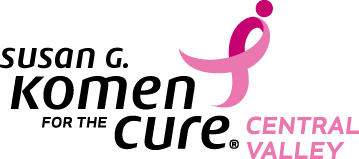 susan G.
komen
FOR THE cure® CENTRAL
VALLEY